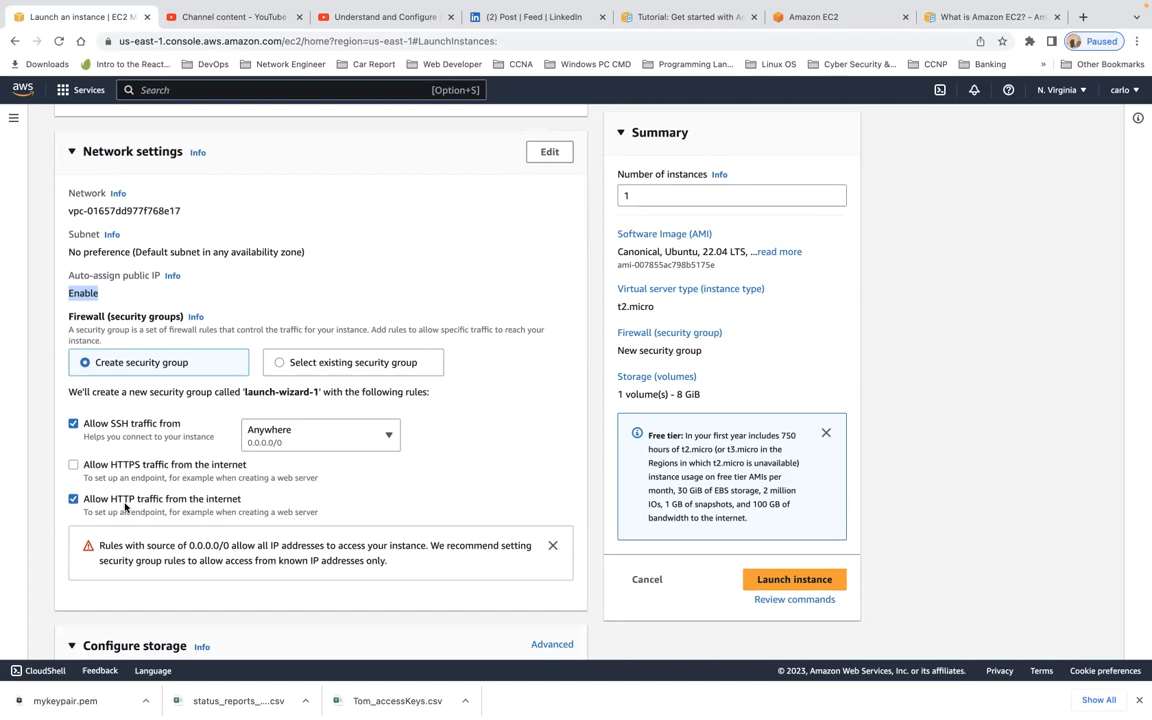 Launch an instance | EC2 M
Channel content - YouTube
Understand and Configure
(2) Post | Feed | LinkedIn
Tutorial: Get started with A
Amazon EC2
What is Amazon EC2? - Am
us-east-1.console.aws.amazon.com/ec2/home?region=us-east-1#LaunchInstances:
Paused
Downloads
Intro to the React...
DevOps
Network Engineer
Car Report
Web Developer
CCNA
Windows PC CMD
Programming Lan...
Linux OS
Cyber Security &...
CCNP
Banking
»
Other Bookmarks
aws
Services
Search
[Option+S]
N. Virginia
carlo
Network settings Info
Edit
Network Info
vpc-01657dd977f768e17
Subnet Info
No preference (Default subnet in any availability zone)
Auto-assign public IP Info
Enable
Firewall (security groups) Info
A security group is a set of firewall rules that control the traffic for your instance. Add rules to allow specific traffic to reach your
instance.
Create security group
Select existing security group
We'll create a new security group called 'launch-wizard-1' with the following rules:
Allow SSH traffic from
Helps you connect to your instance
Anywhere
0.0.0.0/0
Allow HTTPS traffic from the internet
To set up an endpoint, for example when creating a web server
Allow HTTP traffic from the internet
To set up an endpoint, for example when creating a web server
Rules with source of 0.0.0.0/0 allow all IP addresses to access your instance. We recommend setting
security group rules to allow access from known IP addresses only.
Configure storage Info
Advanced
Summary
Number of instances Info
1
Software Image (AMI)
Canonical, Ubuntu, 22.04 LTS, ...read more
ami-007855ac798b5175e
Virtual server type (instance type)
t2.micro
Firewall (security group)
New security group
Storage (volumes)
1 volume(s) - 8 GiB
Free tier: In your first year includes 750
hours of t2.micro (or t3.micro in the
Regions in which t2.micro is unavailable)
instance usage on free tier AMIs per
month, 30 GiB of EBS storage, 2 million
IOs, 1 GB of snapshots, and 100 GB of
bandwidth to the internet.
Cancel
Launch instance
Review commands
CloudShell
Feedback
Language
© 2023, Amazon Web Services, Inc. or its affiliates.
Privacy
Terms
Cookie preferences
mykeypair.pem
status_reports_....csv
Tom_accessKeys.csv
Show All